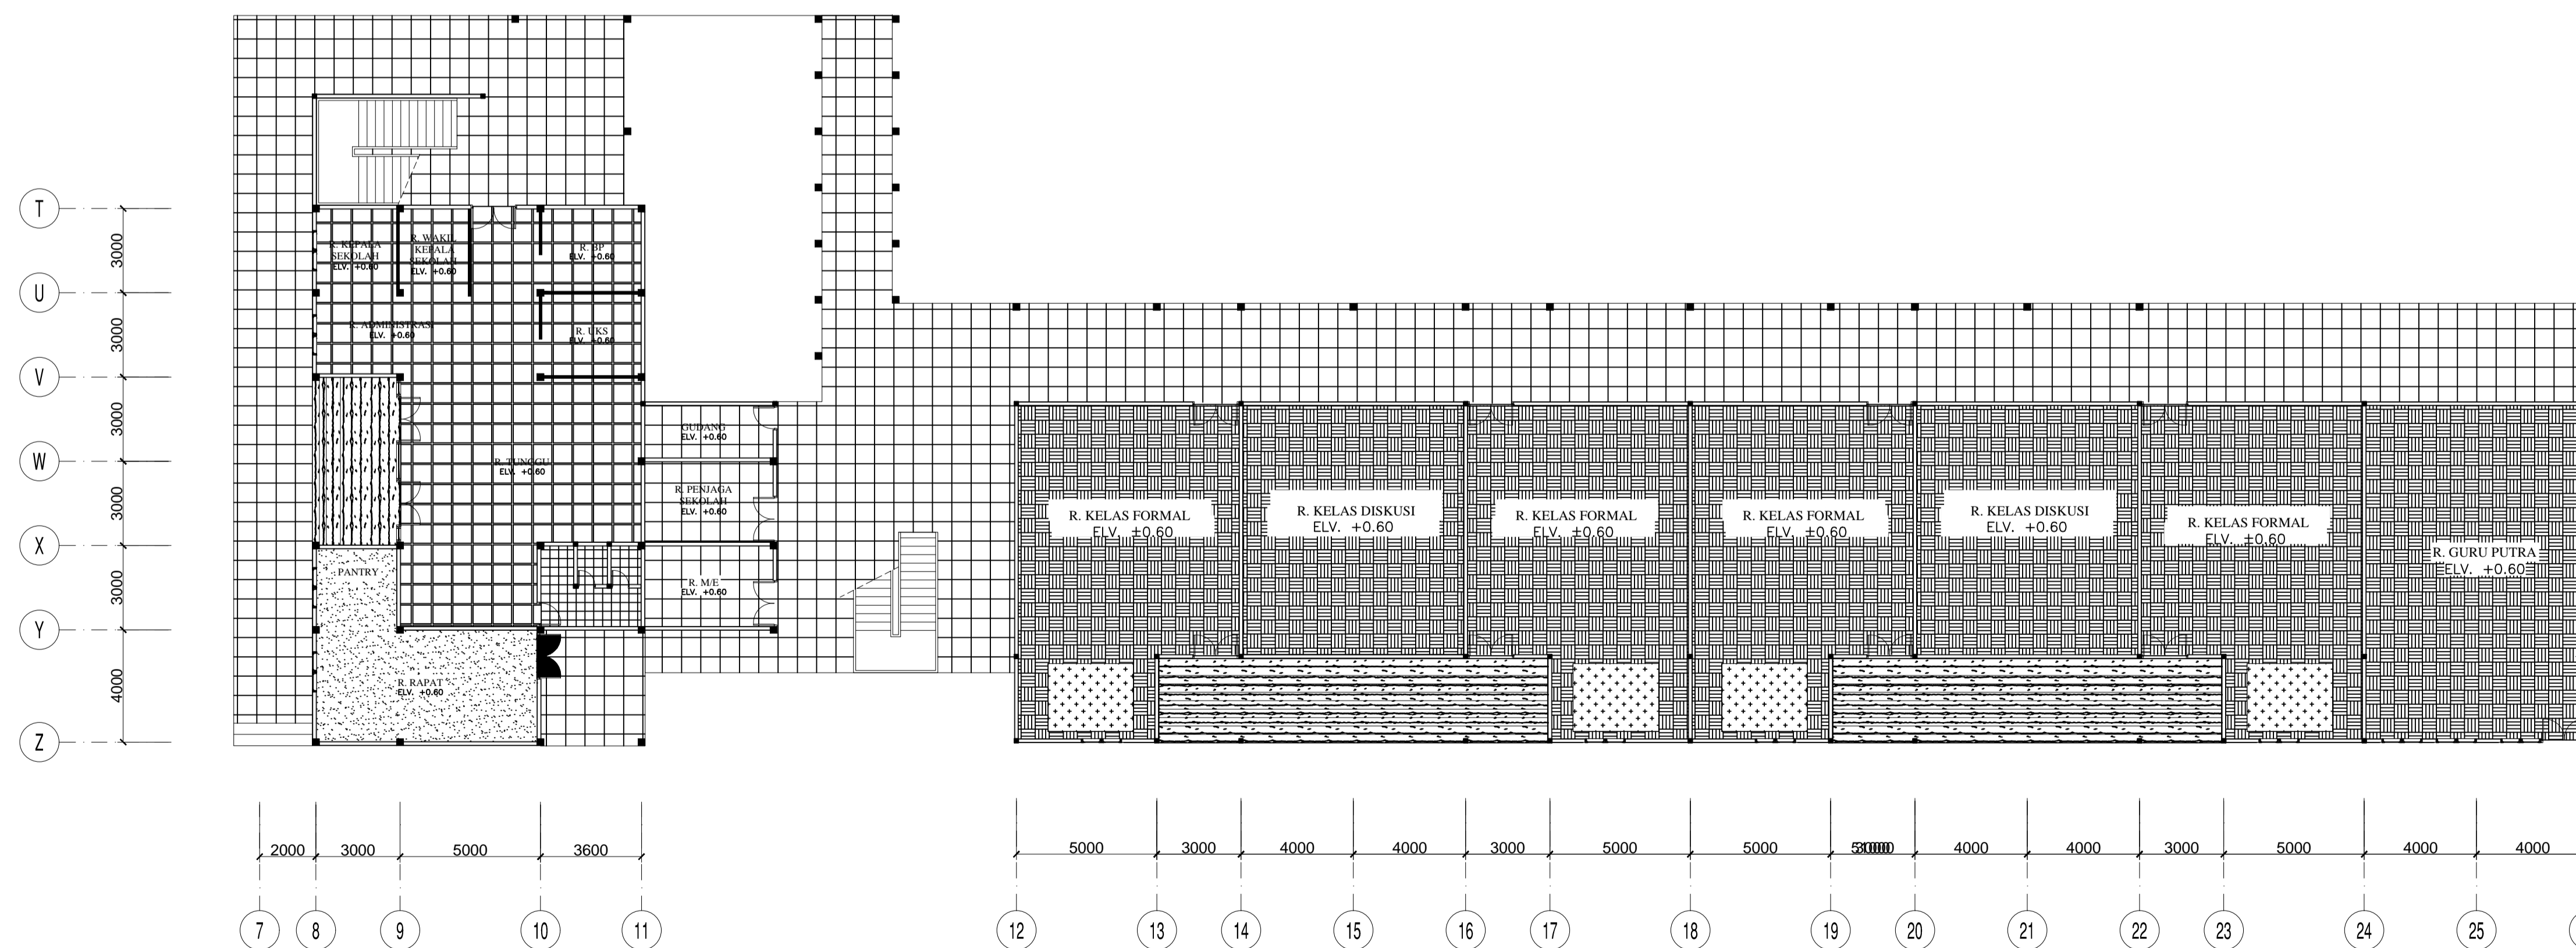 T
3000
R. KEPALA
SEKOLAH
ELV. +0.60
R. WAKIL
KEPALA
SEKOLAH
ELV. +0.60
R. BP
ELV. +0.60
U
3000
R. ADMINISTRASI
ELV. +0.60
R. UKS
ELV. +0.60
V
3000
GUDANG
ELV. +0.60
W
R. TUNGGU
ELV. +0.60
3000
R. PENJAGA
SEKOLAH
ELV. +0.60
R. KELAS FORMAL
ELV. ±0.60
R. KELAS DISKUSI
ELV. +0.60
R. KELAS FORMAL
ELV. ±0.60
R. KELAS FORMAL
ELV. ±0.60
R. KELAS DISKUSI
ELV. +0.60
R. KELAS FORMAL
ELV. ±0.60
R. GURU PUTRA
ELV. +0.60
X
3000
PANTRY
R. M/E
ELV. +0.60
Y
4000
R. RAPAT
ELV. +0.60
Z
2000
3000
5000
3600
5000
3000
4000
4000
3000
5000
5000
4000
4000
3000
5000
4000
4000
7
8
9
10
11
12
13
14
15
16
17
18
19
20
21
22
23
24
25